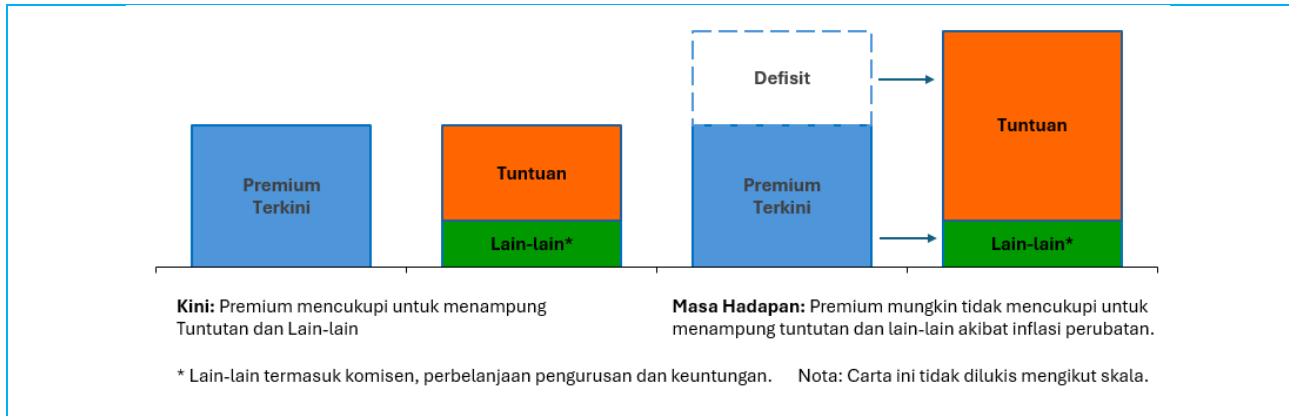 Defisit
Tuntuan
Premium
Terkini
Tuntuan
Premium
Terkini
Lain-lain*
Lain-lain*
Kini: Premium mencukupi untuk menampung
Tuntutan dan Lain-lain
Masa Hadapan: Premium mungkin tidak mencukupi untuk
menampung tuntutan dan lain-lain akibat inflasi perubatan.
* Lain-lain termasuk komisen, perbelanjaan pengurusan dan keuntungan.
Nota: Carta ini tidak dilukis mengikut skala.